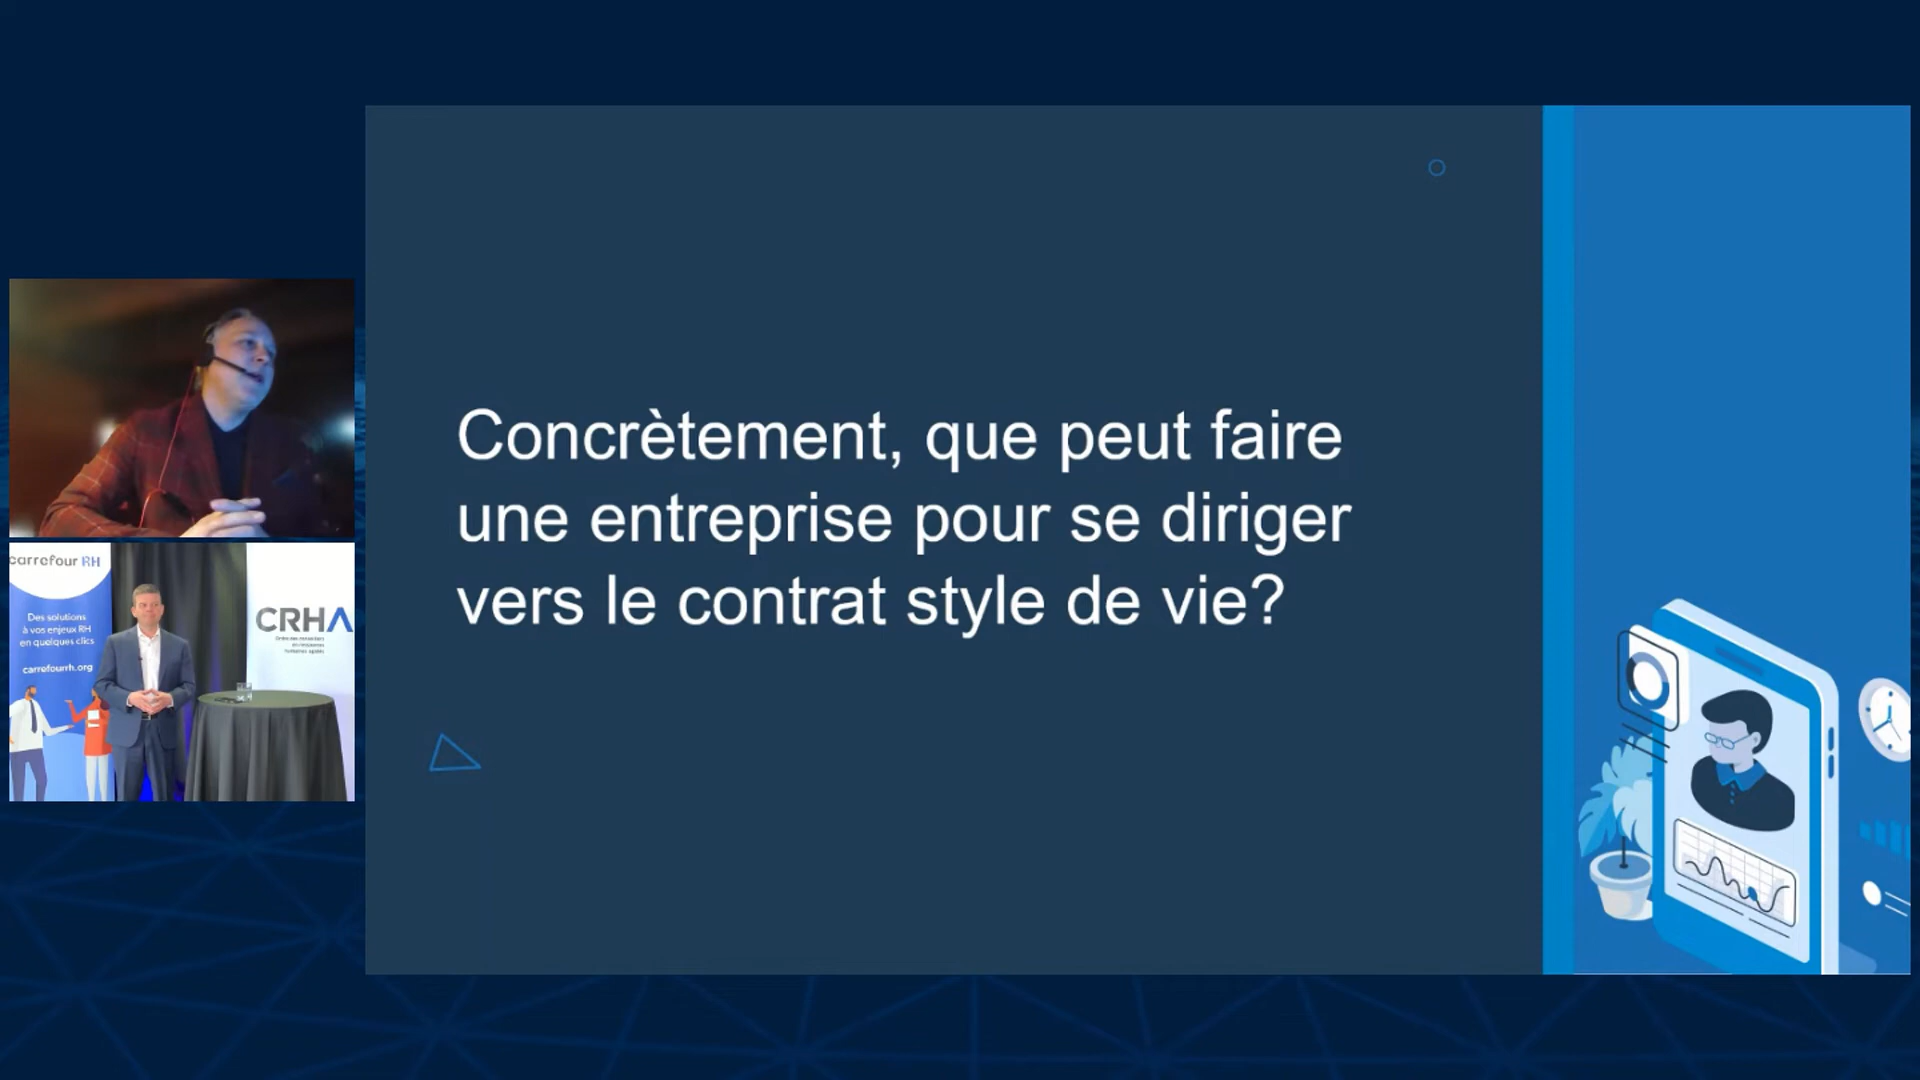 Concrètement, que peut faire
une entreprise pour se diriger
vers le contrat style de vie?
carrefour RH
Des solutions
à vos enjeux RH
en quelques clics
carrefourrh.org
CRHA
Ordre des conseillers
en ressources
humaines agréés